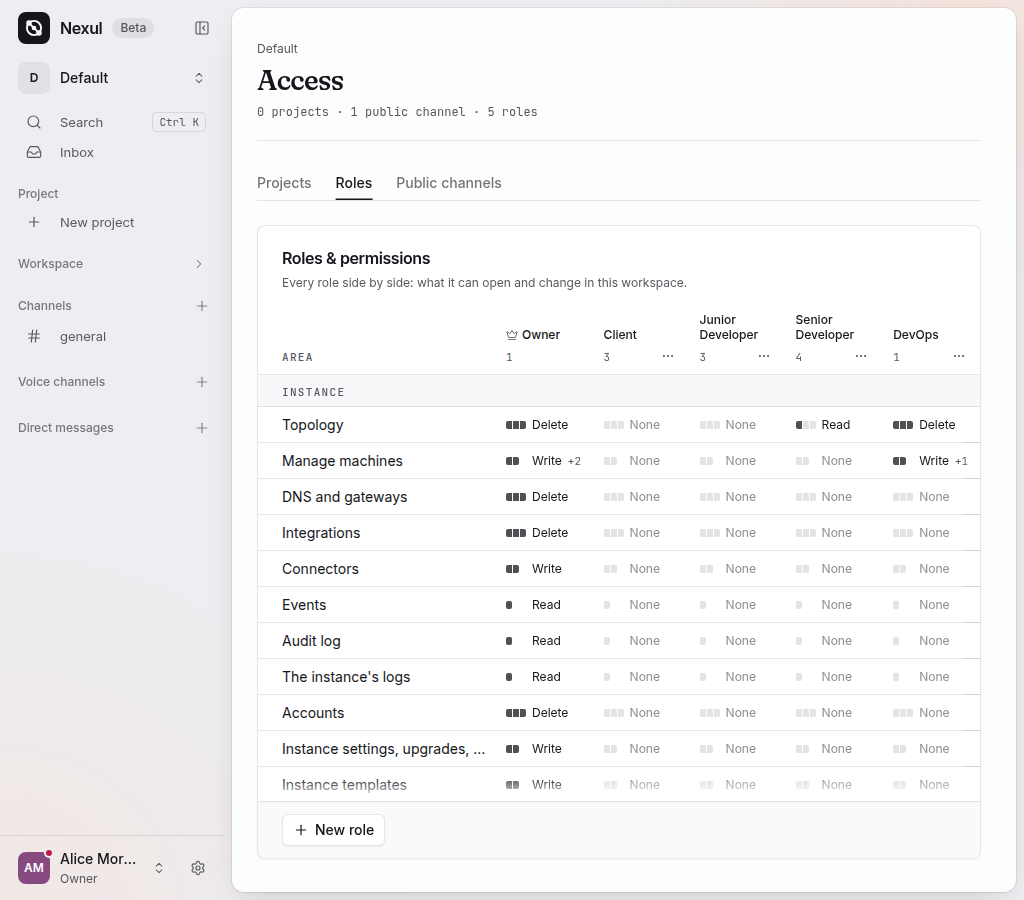 Nexul Beta
D Default
Search Ctrl K
Inbox
Project
New project
Workspace
Channels
# general
Voice channels
Direct messages
AM Alice Mor...
Owner
Default
Access
0 projects · 1 public channel · 5 roles
Projects Roles Public channels
Roles & permissions
Every role side by side: what it can open and change in this workspace.
AREA Owner 1 Client 3 ... Junior Developer 3 ... Senior Developer 4 ... DevOps 1 ...
INSTANCE
Topology Delete None None Read Delete
Manage machines Write +2 None None None Write +1
DNS and gateways Delete None None None None
Integrations Delete None None None None
Connectors Write None None None None
Events Read None None None None
Audit log Read None None None None
The instance's logs Read None None None None
Accounts Delete None None None None
Instance settings, upgrades, ... Write None None None None
Instance templates Write None None None None
New role